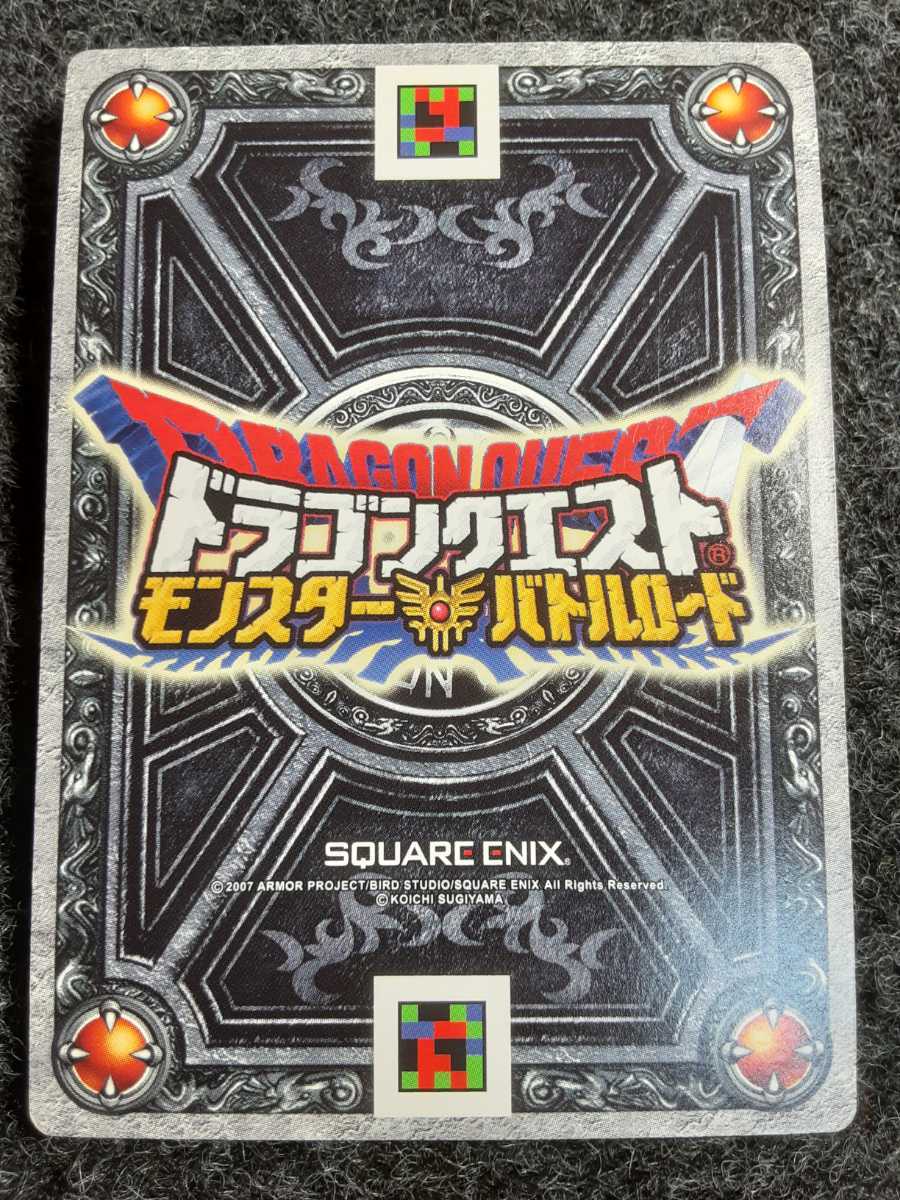 DRAGON QUEST
ドラゴンクエスト®
モンスターバトルロード
SQUARE ENIX®
© 2007 ARMOR PROJECT/BIRD STUDIO/SQUARE ENIX All Rights Reserved.
© KOICHI SUGIYAMA